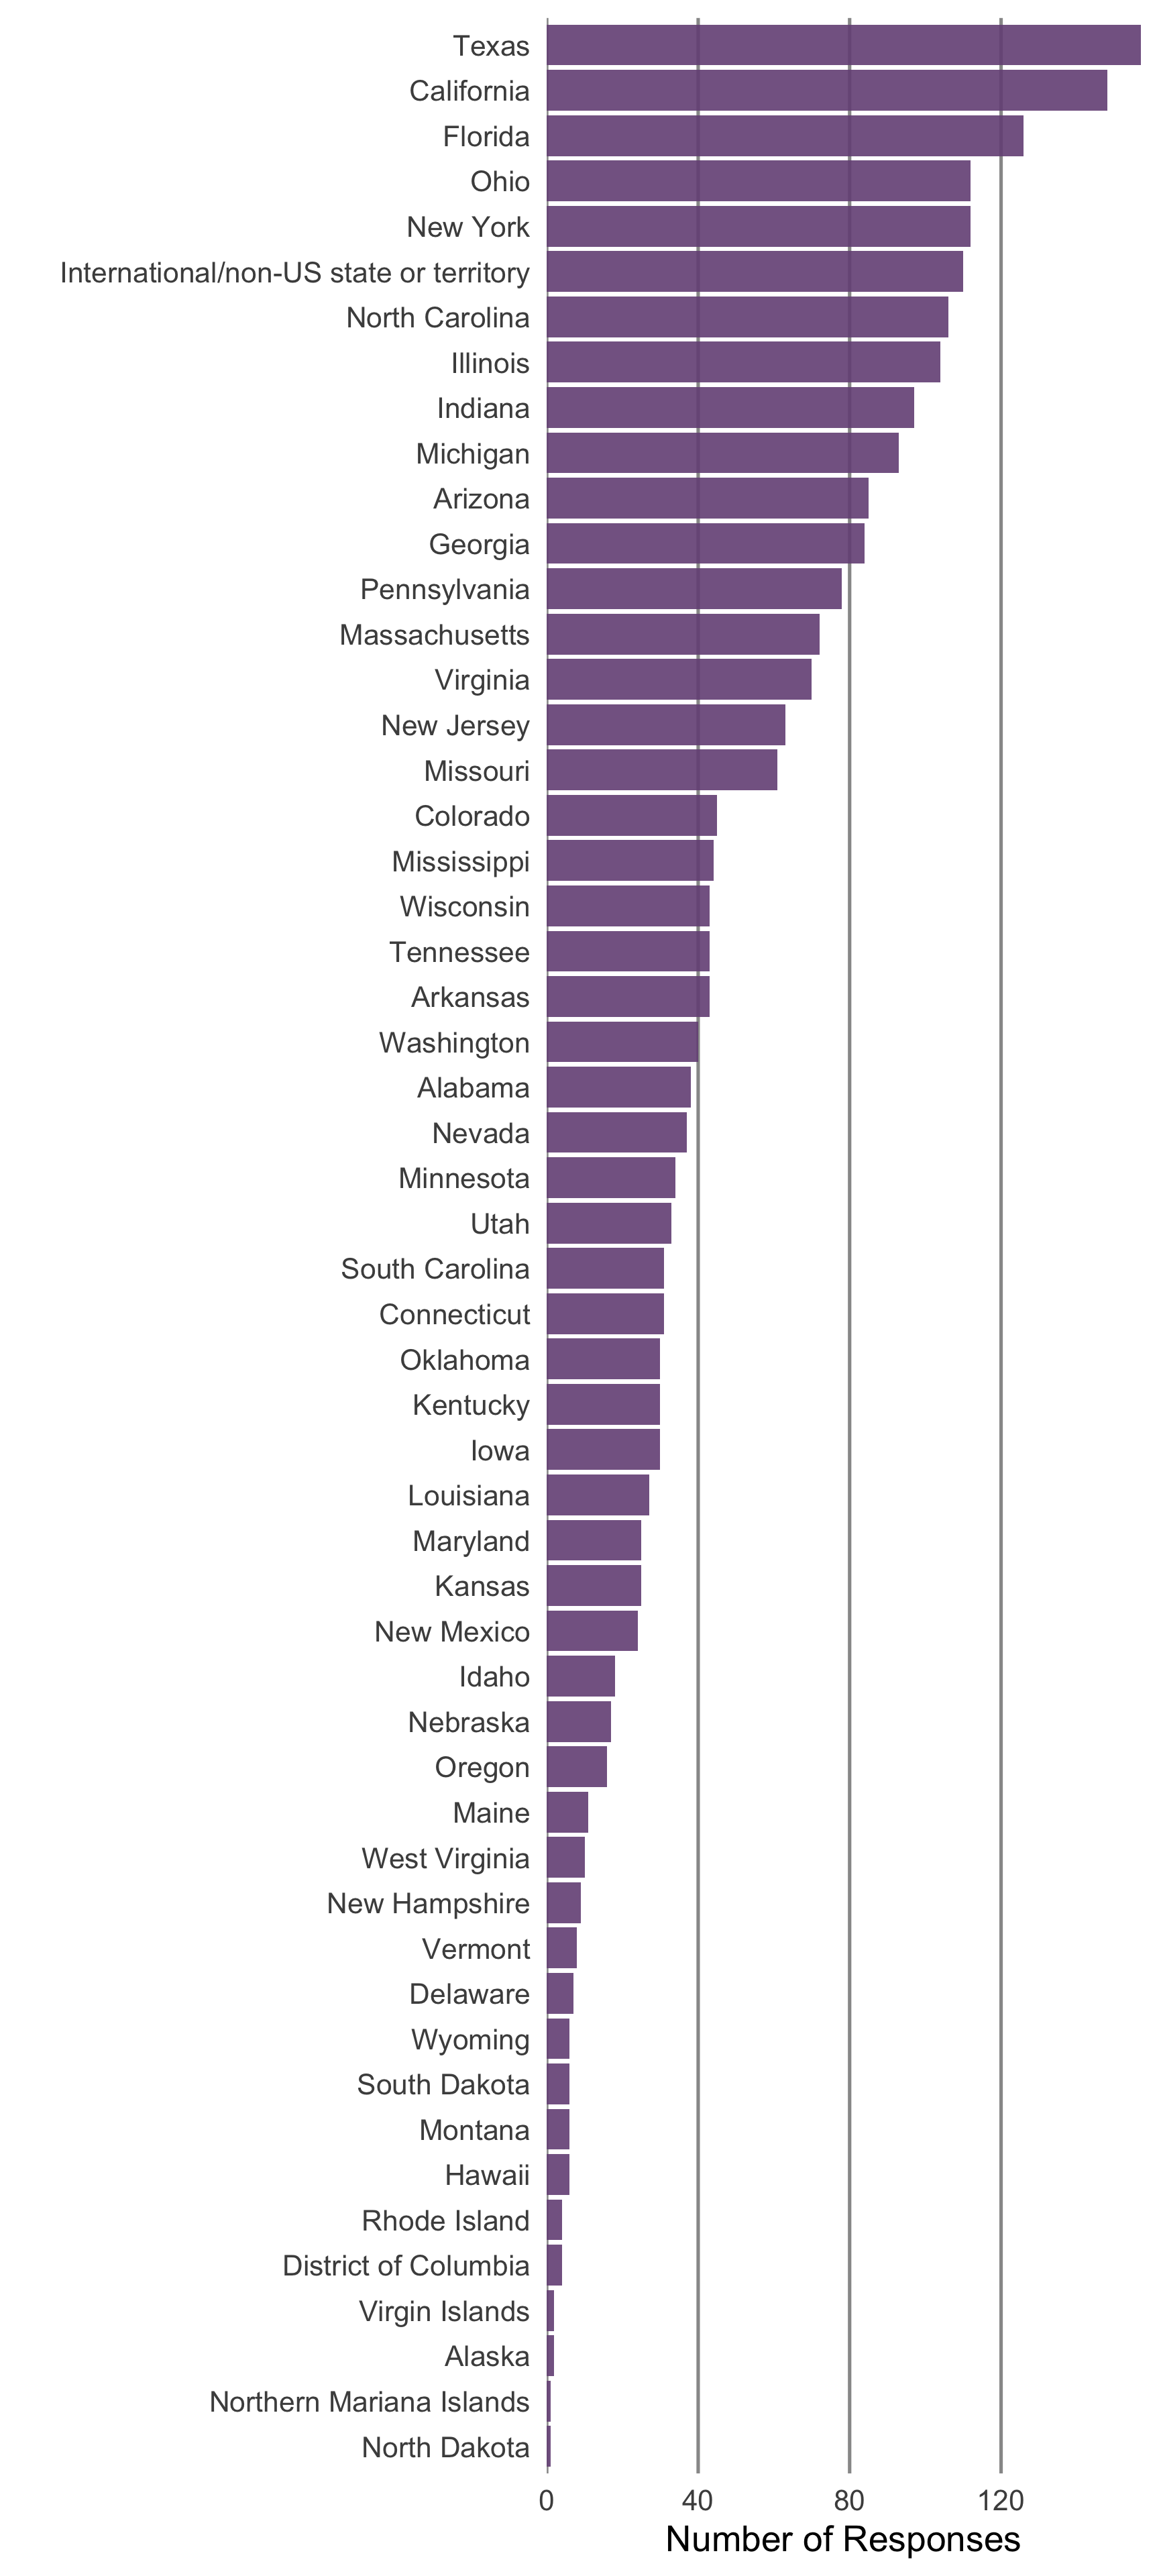 Texas
California
Florida
Ohio
New York
International/non-US state or territory
North Carolina
Illinois
Indiana
Michigan
Arizona
Georgia
Pennsylvania
Massachusetts
Virginia
New Jersey
Missouri
Colorado
Mississippi
Wisconsin
Tennessee
Arkansas
Washington
Alabama
Nevada
Minnesota
Utah
South Carolina
Connecticut
Oklahoma
Kentucky
Iowa
Louisiana
Maryland
Kansas
New Mexico
Idaho
Nebraska
Oregon
Maine
West Virginia
New Hampshire
Vermont
Delaware
Wyoming
South Dakota
Montana
Hawaii
Rhode Island
District of Columbia
Virgin Islands
Alaska
Northern Mariana Islands
North Dakota
0 40 80 120
Number of Responses